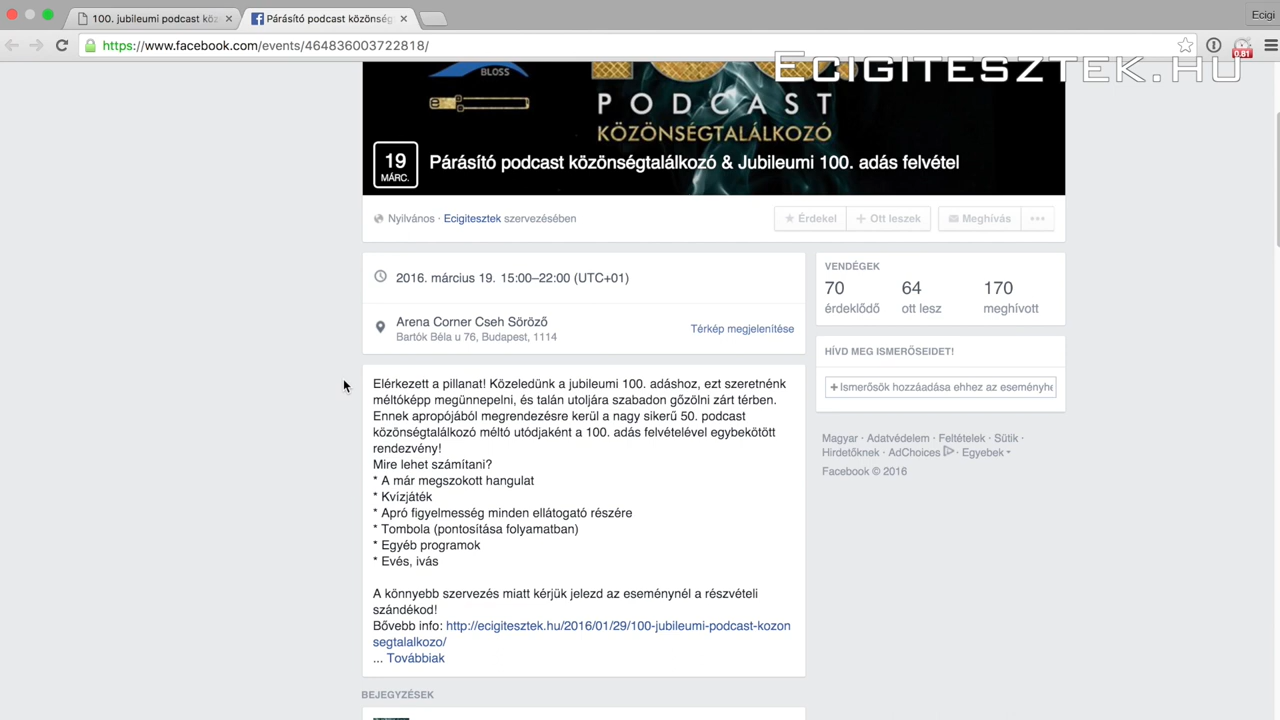 100. jubileumi podcast köz
Párásító podcast közönség
Ecigi
https://www.facebook.com/events/464836003722818/
0.81
ECIGITESZTEK.HU
BLOSS
PODCAST
KÖZÖNSÉGTALÁLKOZÓ
19
MÁRC.
Párásító podcast közönségtalálkozó & Jubileumi 100. adás felvétel
Nyilvános · Ecigitesztek szervezésében
Érdekel
Ott leszek
Meghívás
2016. március 19. 15:00–22:00 (UTC+01)
Arena Corner Cseh Söröző
Bartók Béla u 76, Budapest, 1114
Térkép megjelenítése
VENDÉGEK
70 64 170
érdeklődő ott lesz meghívott
HÍVD MEG ISMERŐSEIDET!
+ Ismerősök hozzáadása ehhez az eseményhe
Magyar · Adatvédelem · Feltételek · Sütik ·
Hirdetőknek · AdChoices · Egyebek
Facebook © 2016
Elérkezett a pillanat! Közeledünk a jubileumi 100. adáshoz, ezt szeretnénk
méltóképp megünnepelni, és talán utoljára szabadon gőzölni zárt térben.
Ennek apropójából megrendezésre kerül a nagy sikerű 50. podcast
közönségtalálkozó méltó utódjaként a 100. adás felvételével egybekötött
rendezvény!
Mire lehet számítani?
* A már megszokott hangulat
* Kvízjáték
* Apró figyelmesség minden ellátogató részére
* Tombola (pontosítása folyamatban)
* Egyéb programok
* Evés, ivás
A könnyebb szervezés miatt kérjük jelezd az eseménynél a részvételi
szándékod!
Bővebb info: http://ecigitesztek.hu/2016/01/29/100-jubileumi-podcast-kozon
segtalalkozo/
... Továbbiak
BEJEGYZÉSEK